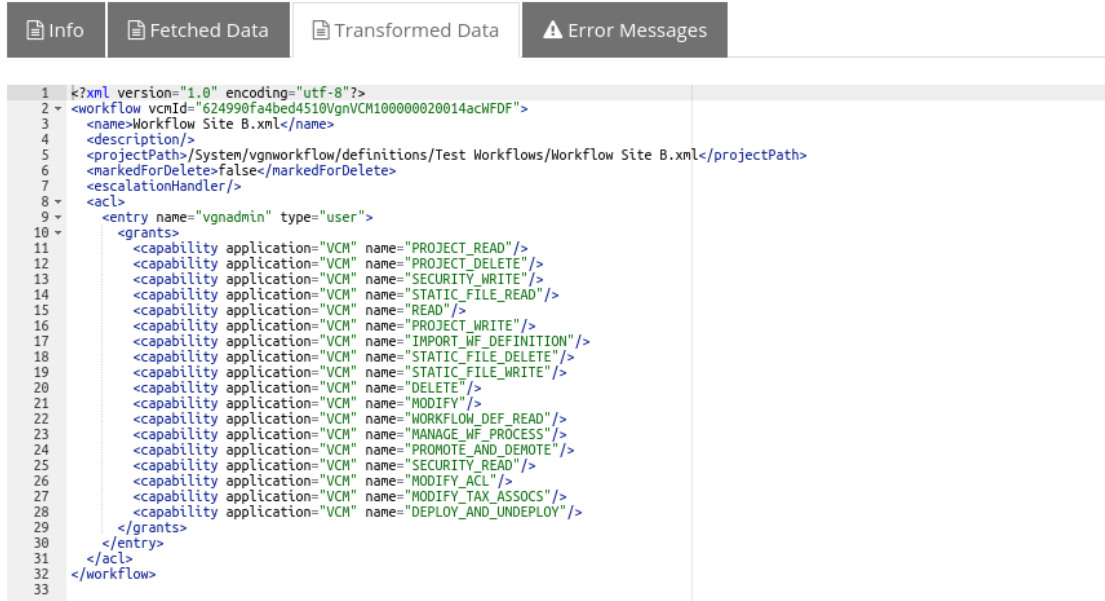 Info Fetched Data Transformed Data Error Messages
1 <?xml version="1.0" encoding="utf-8"?>
2 <workflow vcmId="624990fa4bed4510VgnVCM100000020014acWFDF">
3 <name>Workflow Site B.xml</name>
4 <description/>
5 <projectPath>/System/vgnworkflow/definitions/Test Workflows/Workflow Site B.xml</projectPath>
6 <markedForDelete>false</markedForDelete>
7 <escalationHandler/>
8 <acl>
9 <entry name="vgnadmin" type="user">
10 <grants>
11 <capability application="VCM" name="PROJECT_READ"/>
12 <capability application="VCM" name="PROJECT_DELETE"/>
13 <capability application="VCM" name="SECURITY_WRITE"/>
14 <capability application="VCM" name="STATIC_FILE_READ"/>
15 <capability application="VCM" name="READ"/>
16 <capability application="VCM" name="PROJECT_WRITE"/>
17 <capability application="VCM" name="IMPORT_WF_DEFINITION"/>
18 <capability application="VCM" name="STATIC_FILE_DELETE"/>
19 <capability application="VCM" name="STATIC_FILE_WRITE"/>
20 <capability application="VCM" name="DELETE"/>
21 <capability application="VCM" name="MODIFY"/>
22 <capability application="VCM" name="WORKFLOW_DEF_READ"/>
23 <capability application="VCM" name="MANAGE_WF_PROCESS"/>
24 <capability application="VCM" name="PROMOTE_AND_DEMOTE"/>
25 <capability application="VCM" name="SECURITY_READ"/>
26 <capability application="VCM" name="MODIFY_ACL"/>
27 <capability application="VCM" name="MODIFY_TAX_ASSOCS"/>
28 <capability application="VCM" name="DEPLOY_AND_UNDEPLOY"/>
29 </grants>
30 </entry>
31 </acl>
32 </workflow>
33